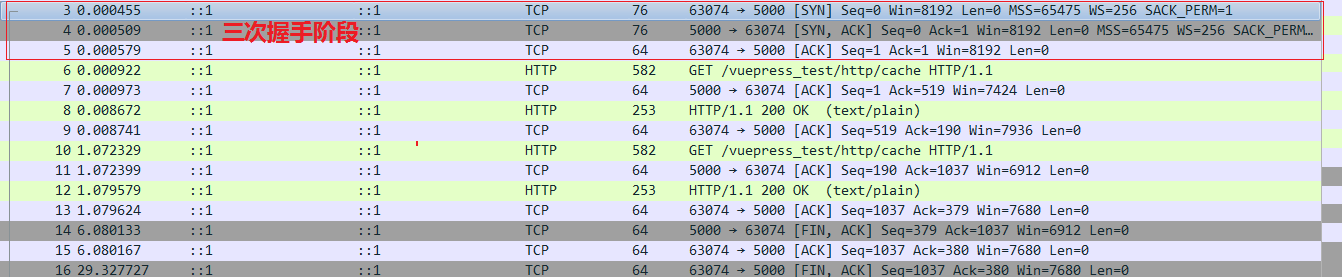 3 0.000455 ::1 ::1 TCP 76 63074 → 5000 [SYN] Seq=0 Win=8192 Len=0 MSS=65475 WS=256 SACK_PERM=1
4 0.000509 ::1 三次握手阶段 ::1 TCP 76 5000 → 63074 [SYN, ACK] Seq=0 Ack=1 Win=8192 Len=0 MSS=65475 WS=256 SACK_PERM…
5 0.000579 ::1 ::1 TCP 64 63074 → 5000 [ACK] Seq=1 Ack=1 Win=8192 Len=0
6 0.000922 ::1 ::1 HTTP 582 GET /vuepress_test/http/cache HTTP/1.1
7 0.000973 ::1 ::1 TCP 64 5000 → 63074 [ACK] Seq=1 Ack=519 Win=7424 Len=0
8 0.008672 ::1 ::1 HTTP 253 HTTP/1.1 200 OK (text/plain)
9 0.008741 ::1 ::1 TCP 64 63074 → 5000 [ACK] Seq=519 Ack=190 Win=7936 Len=0
10 1.072329 ::1 ::1 HTTP 582 GET /vuepress_test/http/cache HTTP/1.1
11 1.072399 ::1 ::1 TCP 64 5000 → 63074 [ACK] Seq=190 Ack=1037 Win=6912 Len=0
12 1.079579 ::1 ::1 HTTP 253 HTTP/1.1 200 OK (text/plain)
13 1.079624 ::1 ::1 TCP 64 63074 → 5000 [ACK] Seq=1037 Ack=379 Win=7680 Len=0
14 6.080133 ::1 ::1 TCP 64 5000 → 63074 [FIN, ACK] Seq=379 Ack=1037 Win=6912 Len=0
15 6.080167 ::1 ::1 TCP 64 63074 → 5000 [ACK] Seq=1037 Ack=380 Win=7680 Len=0
16 29.327727 ::1 ::1 TCP 64 63074 → 5000 [FIN, ACK] Seq=1037 Ack=380 Win=7680 Len=0